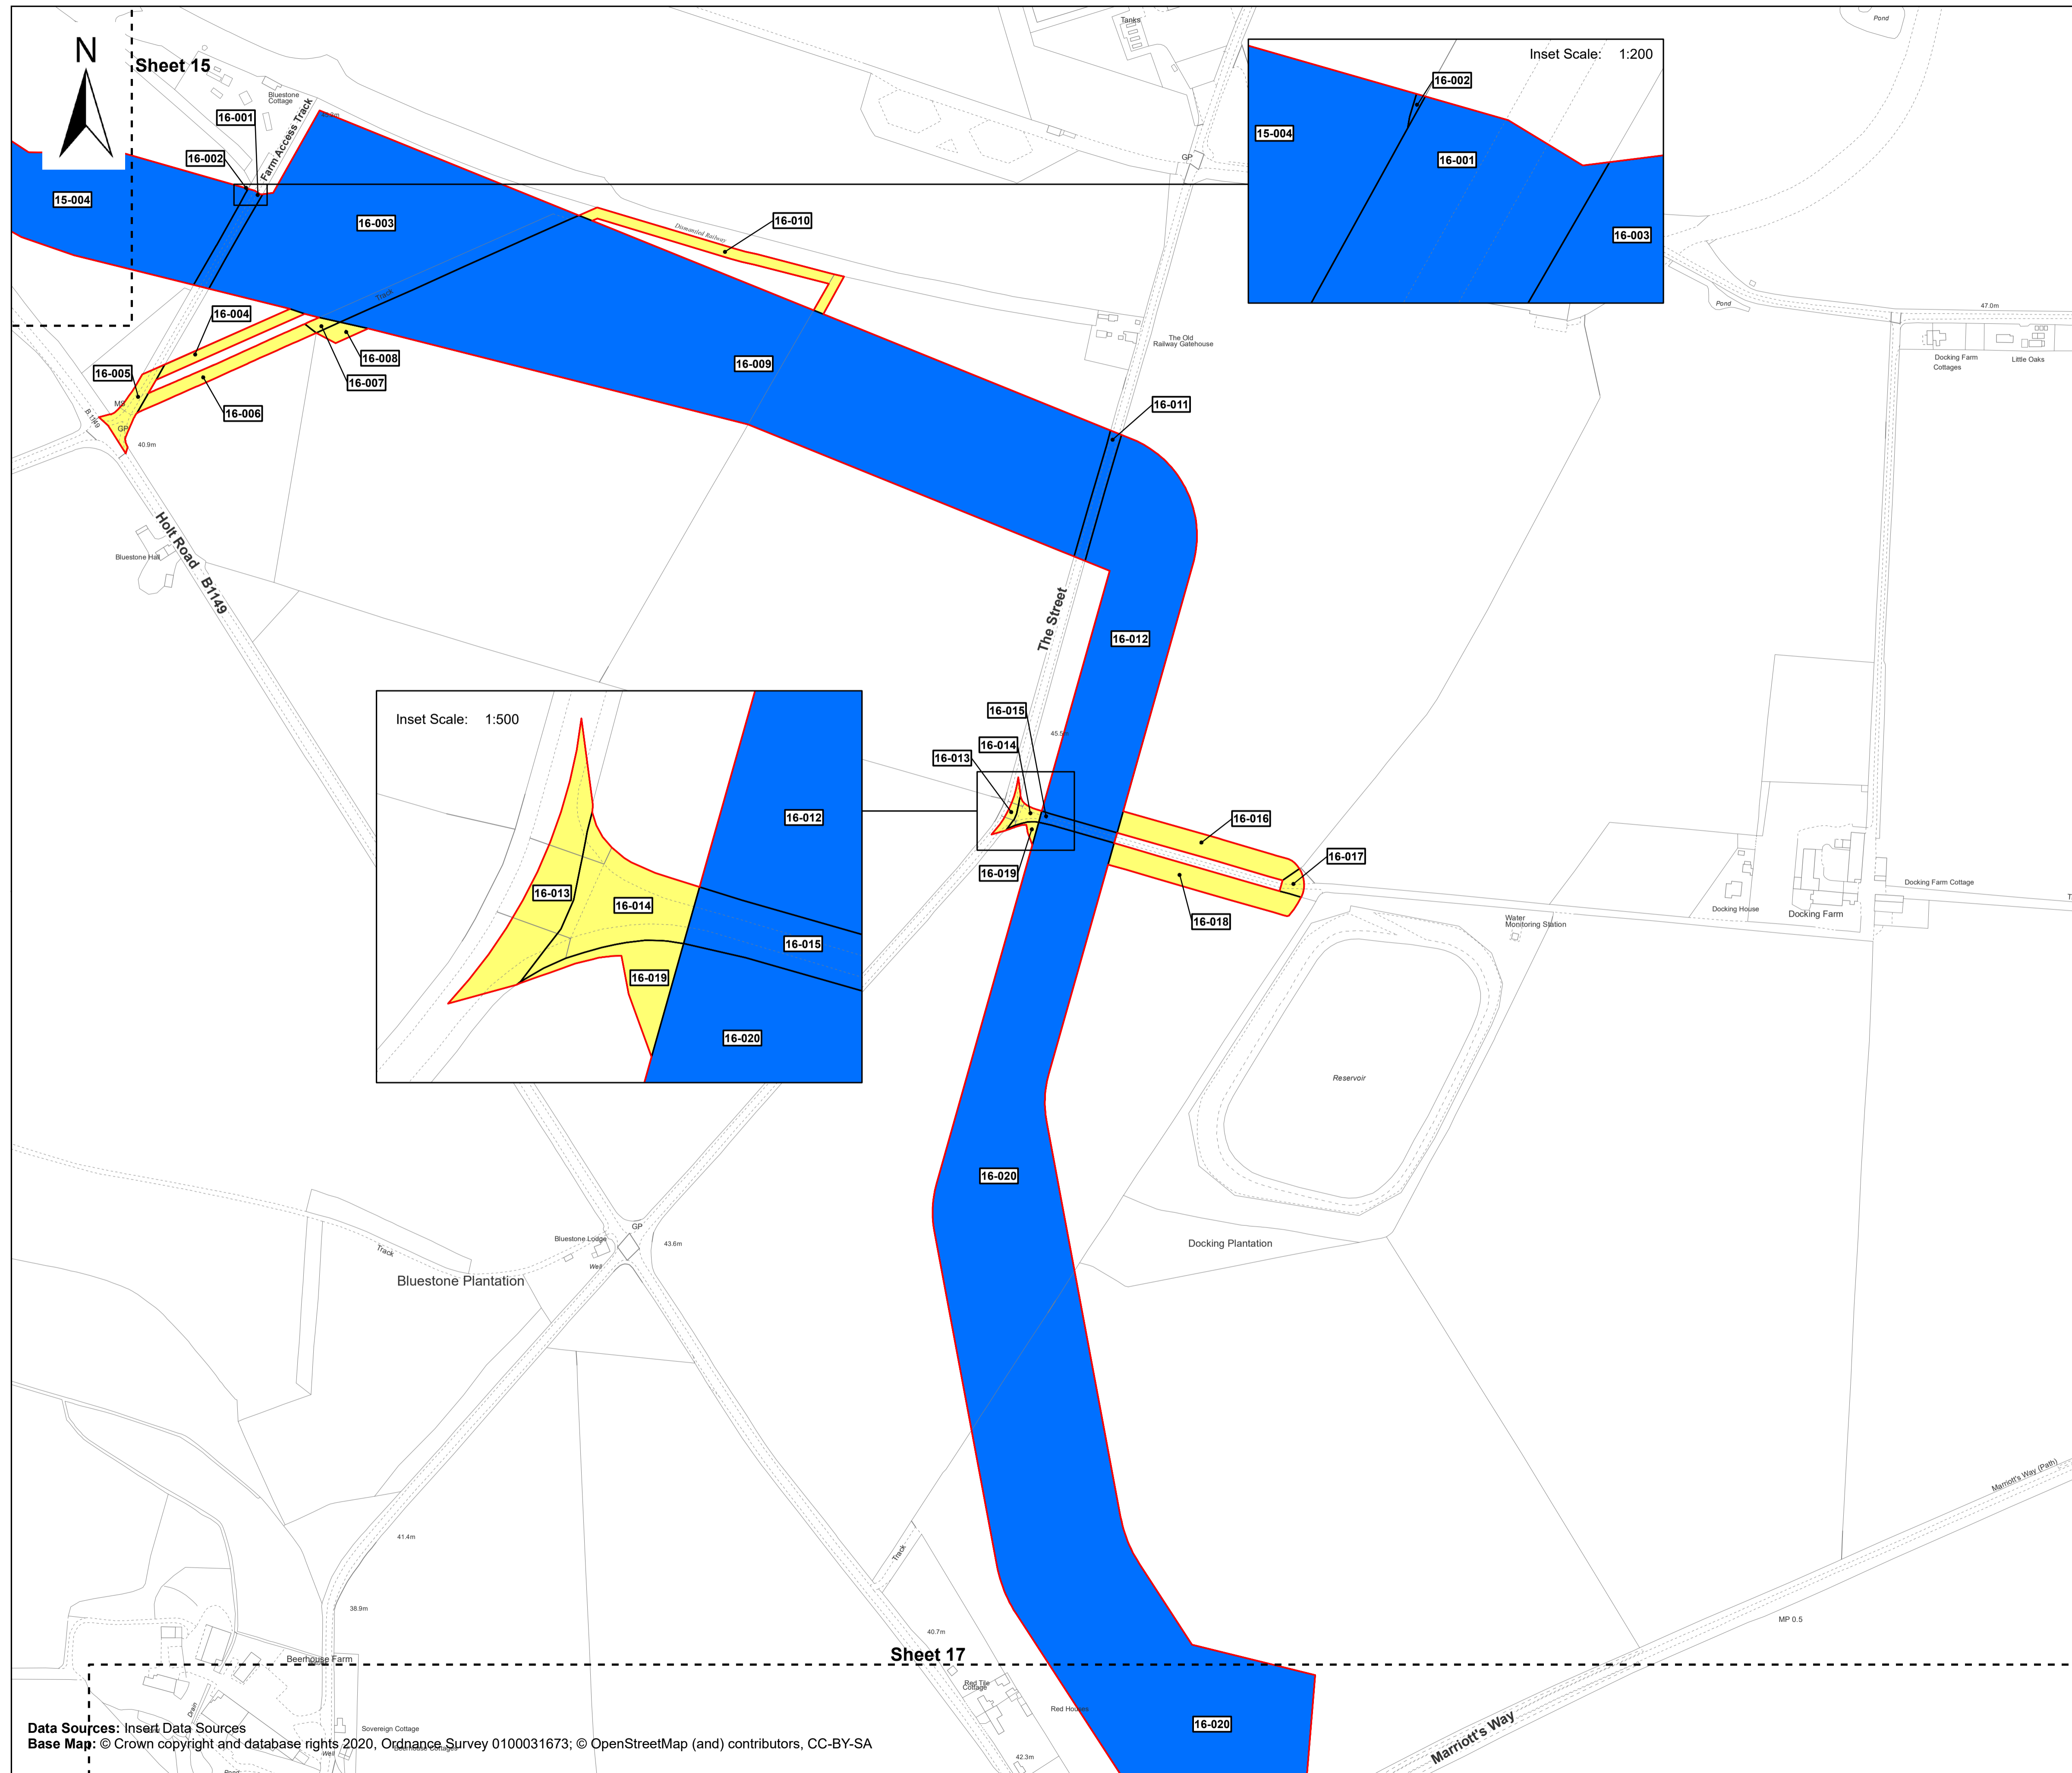 N
Sheet 15
Tanks
Pond
Inset Scale: 1:200
16-002
15-004
16-001
16-003
Bluestone
Cottage
Farm Access Track
16-001
16-002
15-004
16-003
GP
16-010
Dismantled Railway
Track
16-004
16-005
16-006
16-007
16-008
MS
GP
B 1149
40.9m
16-009
The Old
Railway Gatehouse
16-011
Pond
47.0m
Docking Farm
Cottages
Little Oaks
Holt Road B1149
Bluestone Hall
The Street
16-012
Inset Scale: 1:500
16-012
16-013
16-014
16-015
16-019
16-020
16-015
45.5m
16-014
16-013
16-019
16-016
16-017
16-018
Water
Monitoring Station
Docking House
Docking Farm
Docking Farm Cottage
Reservoir
16-020
Docking Plantation
GP
Bluestone Lodge
43.6m
Well
Track
Bluestone Plantation
Marriott's Way (Path)
41.4m
Track
38.9m
MP 0.5
40.7m
Sheet 17
Beerhouse Farm
Red Tile
Cottage
Red Houses
Drain
16-020
Marriott's Way
Sovereign Cottage
Beerhouse Cottages
Well
42.3m
Pond
Data Sources: Insert Data Sources
Base Map: © Crown copyright and database rights 2020, Ordnance Survey 0100031673; © OpenStreetMap (and) contributors, CC-BY-SA